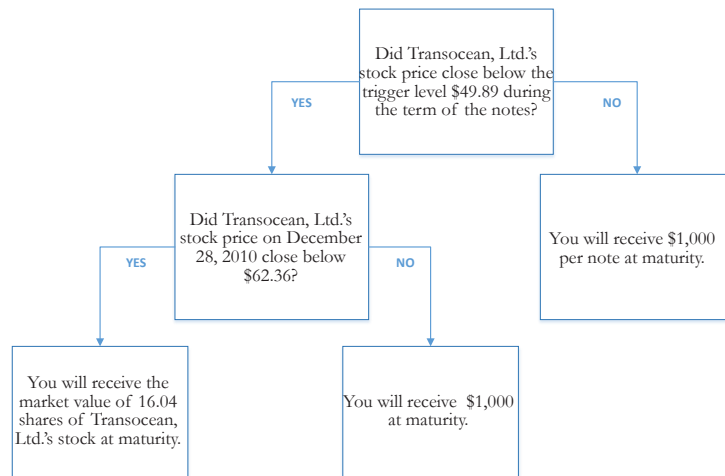 Did Transocean, Ltd.'s
stock price close below the
trigger level $49.89 during
the term of the notes?
YES
NO
Did Transocean, Ltd.'s
stock price on December
28, 2010 close below
$62.36?
You will receive $1,000
per note at maturity.
YES
NO
You will receive the
market value of 16.04
shares of Transocean,
Ltd.'s stock at maturity.
You will receive $1,000
at maturity.